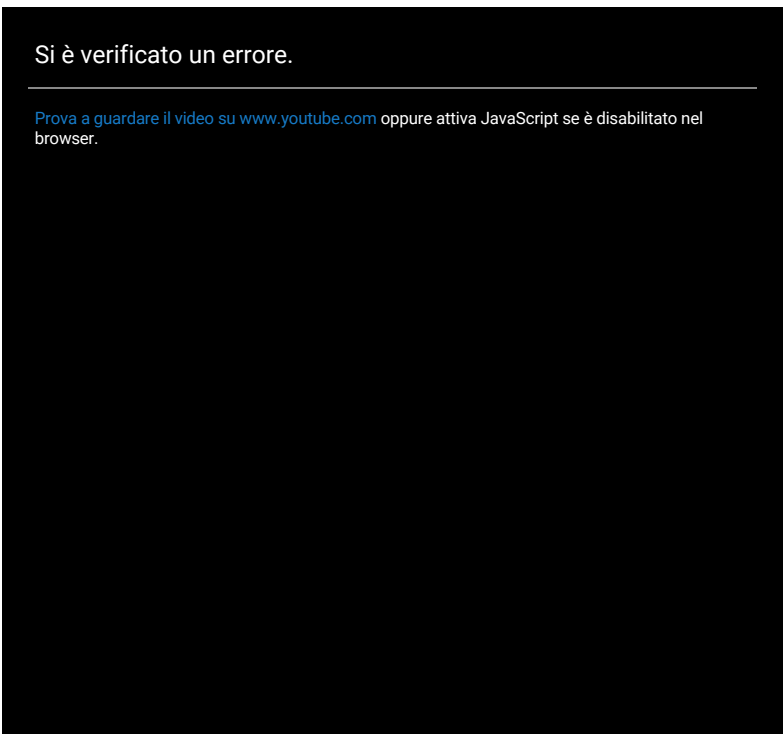 Si è verificato un errore.
Prova a guardare il video su www.youtube.com oppure attiva JavaScript se è disabilitato nel
browser.